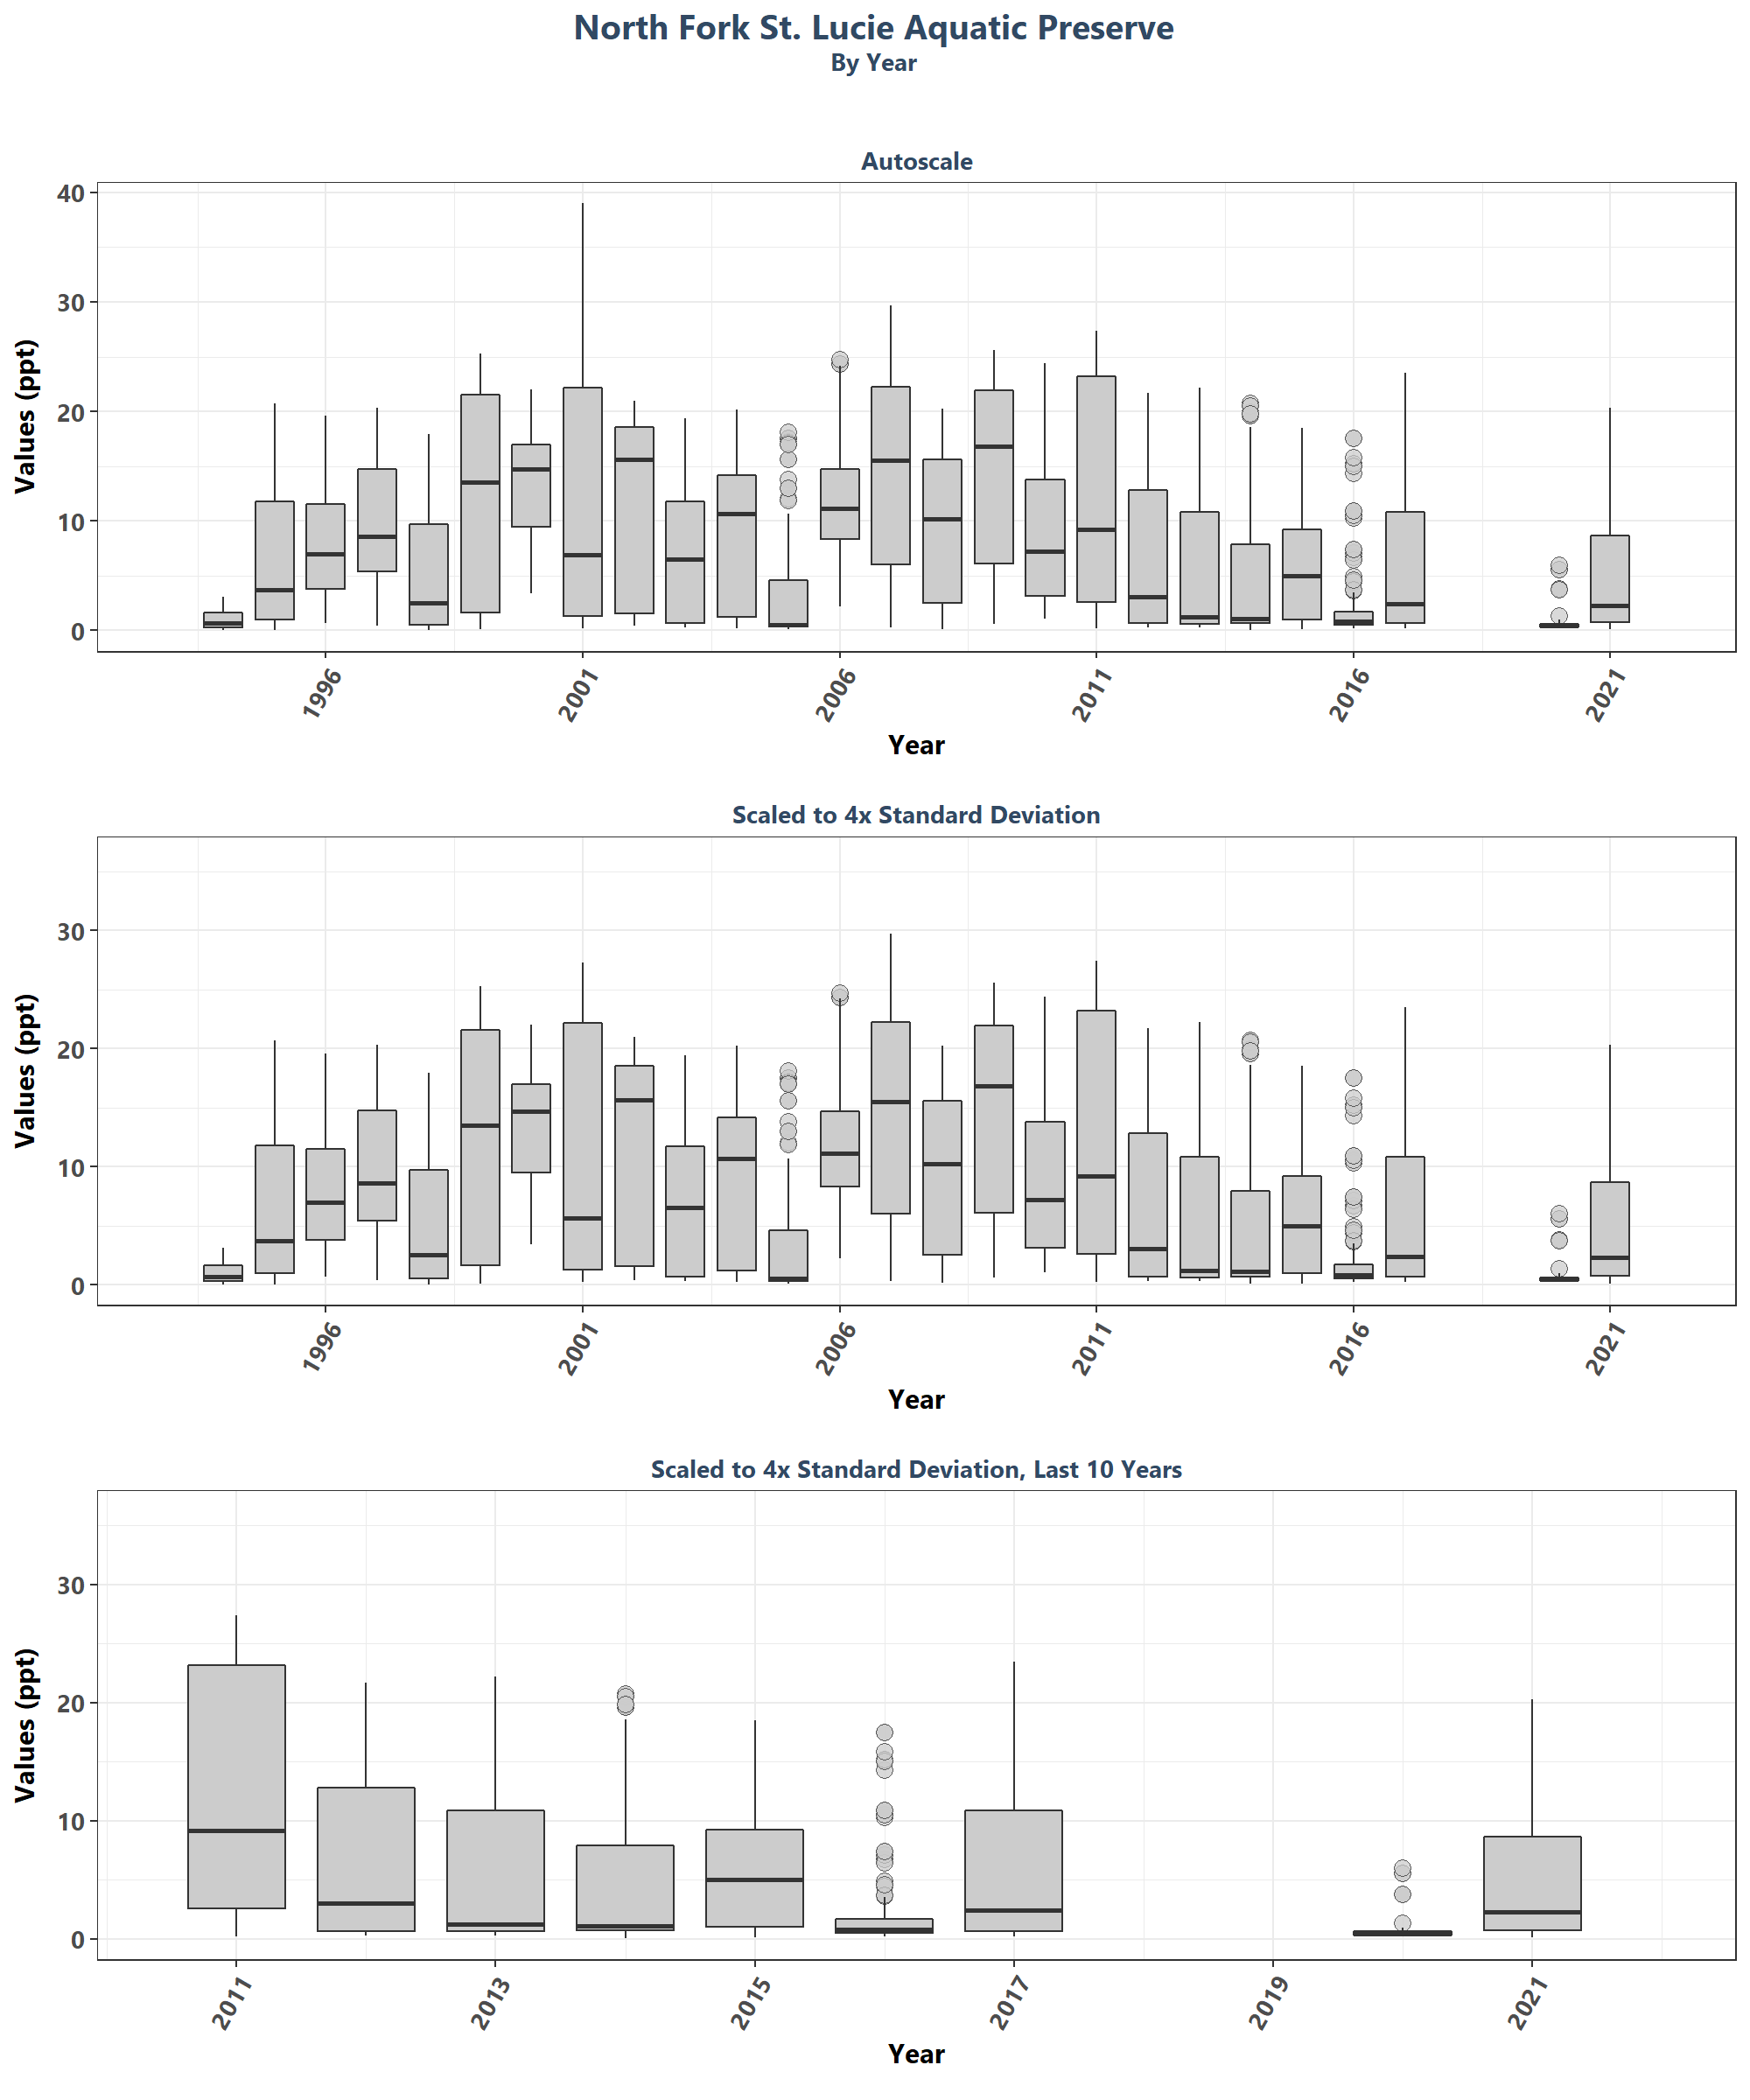 North Fork St. Lucie Aquatic Preserve
By Year
Autoscale
Values (ppt)
40
30
20
10
0
1996 2001 2006 2011 2016 2021
Year
Scaled to 4x Standard Deviation
Values (ppt)
30
20
10
0
1996 2001 2006 2011 2016 2021
Year
Scaled to 4x Standard Deviation, Last 10 Years
Values (ppt)
30
20
10
0
2011 2013 2015 2017 2019 2021
Year